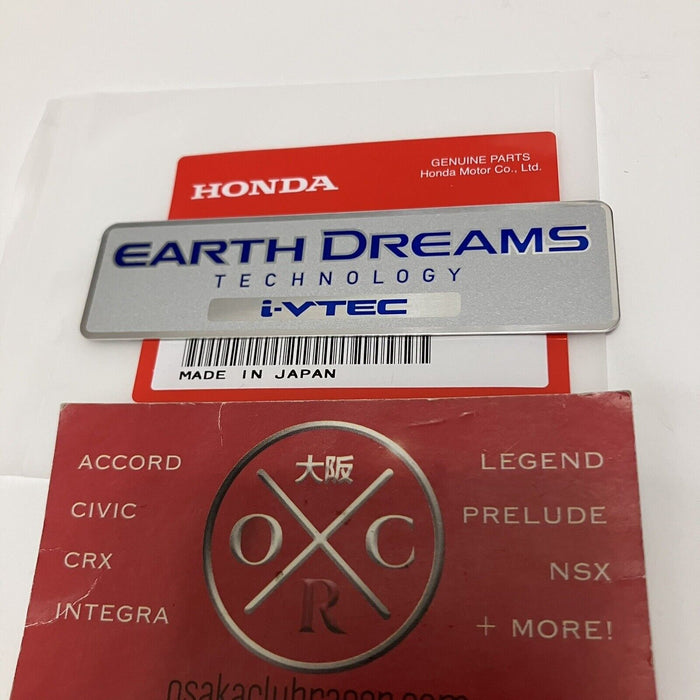 HONDA
GENUINE PARTS
Honda Motor Co., Ltd.
EARTH DREAMS
TECHNOLOGY
i-VTEC
MADE IN JAPAN
ACCORD
CIVIC
CRX
INTEGRA
大阪
O C
R
LEGEND
PRELUDE
NSX
+ MORE!